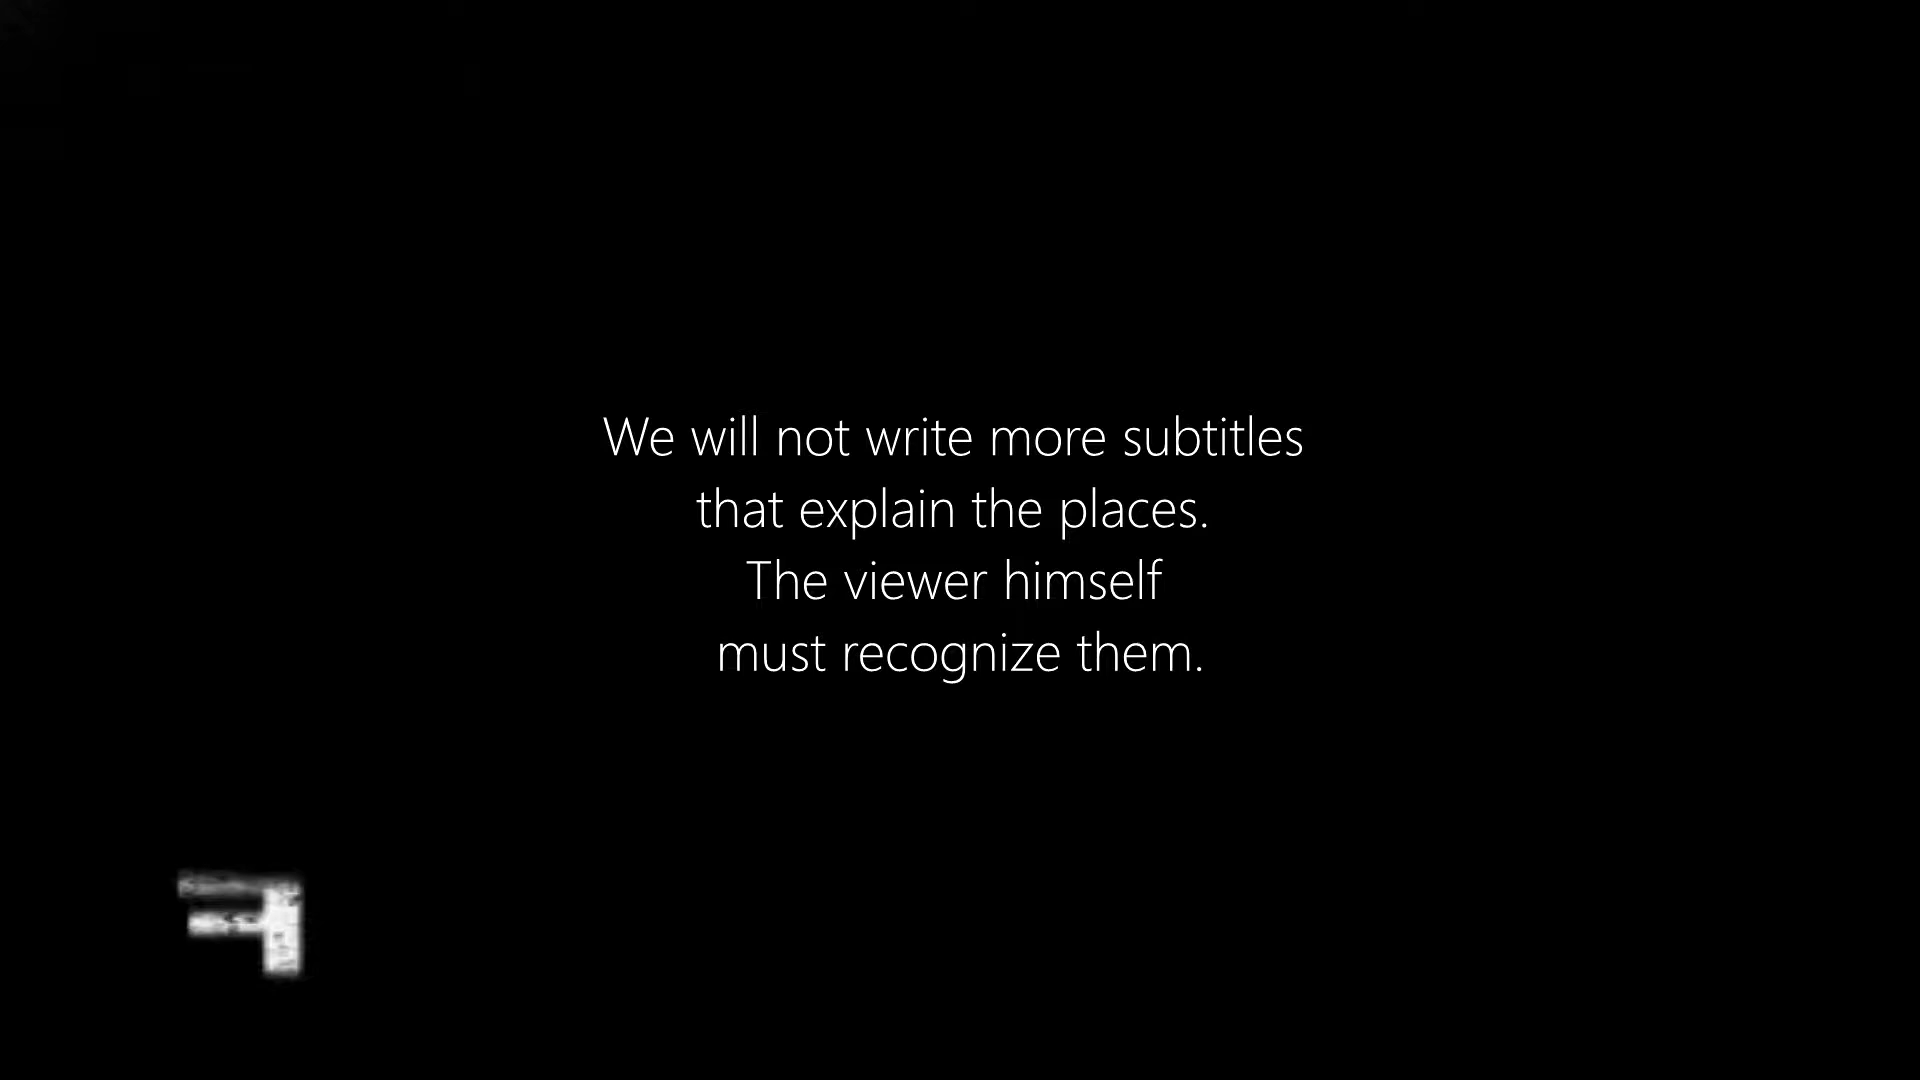 We will not write more subtitles
that explain the places.
The viewer himself
must recognize them.